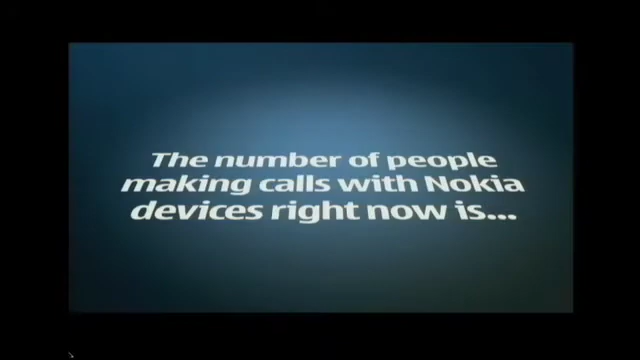 The number of people
making calls with Nokia
devices right now is...